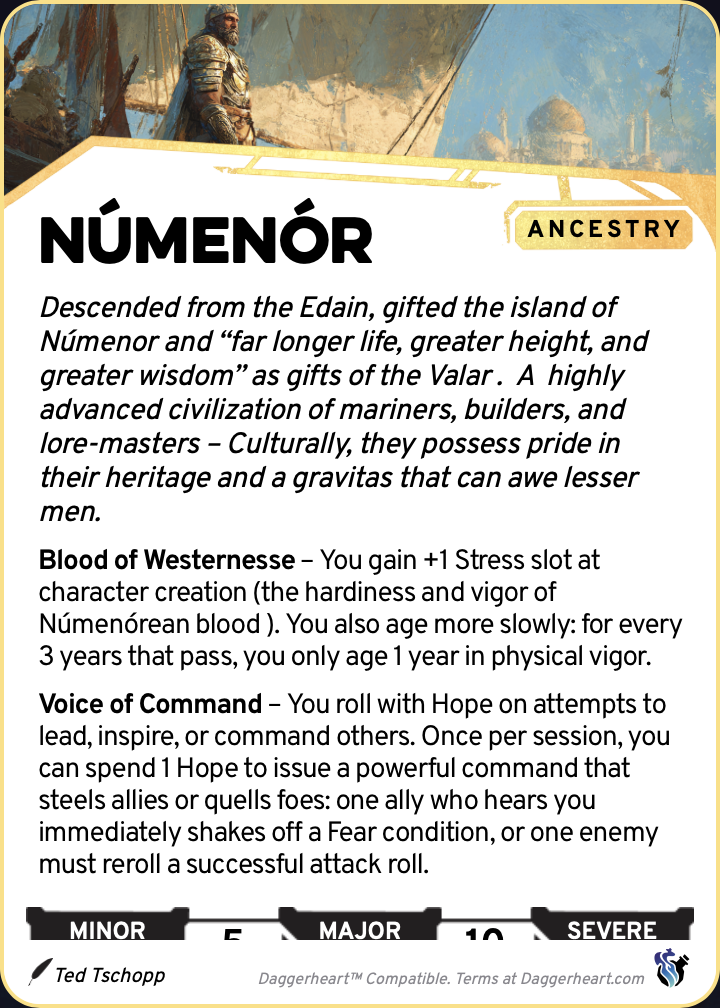 NÚMENÓR
ANCESTRY
Descended from the Edain, gifted the island of
Númenor and “far longer life, greater height, and
greater wisdom” as gifts of the Valar .  A  highly
advanced civilization of mariners, builders, and
lore-masters – Culturally, they possess pride in
their heritage and a gravitas that can awe lesser
men.
Blood of Westernesse – You gain +1 Stress slot at
character creation (the hardiness and vigor of
Númenórean blood ). You also age more slowly: for every
3 years that pass, you only age 1 year in physical vigor.
Voice of Command – You roll with Hope on attempts to
lead, inspire, or command others. Once per session, you
can spend 1 Hope to issue a powerful command that
steels allies or quells foes: one ally who hears you
immediately shakes off a Fear condition, or one enemy
must reroll a successful attack roll.
MINOR 5 MAJOR 10 SEVERE
Ted Tschopp
Daggerheart™ Compatible. Terms at Daggerheart.com